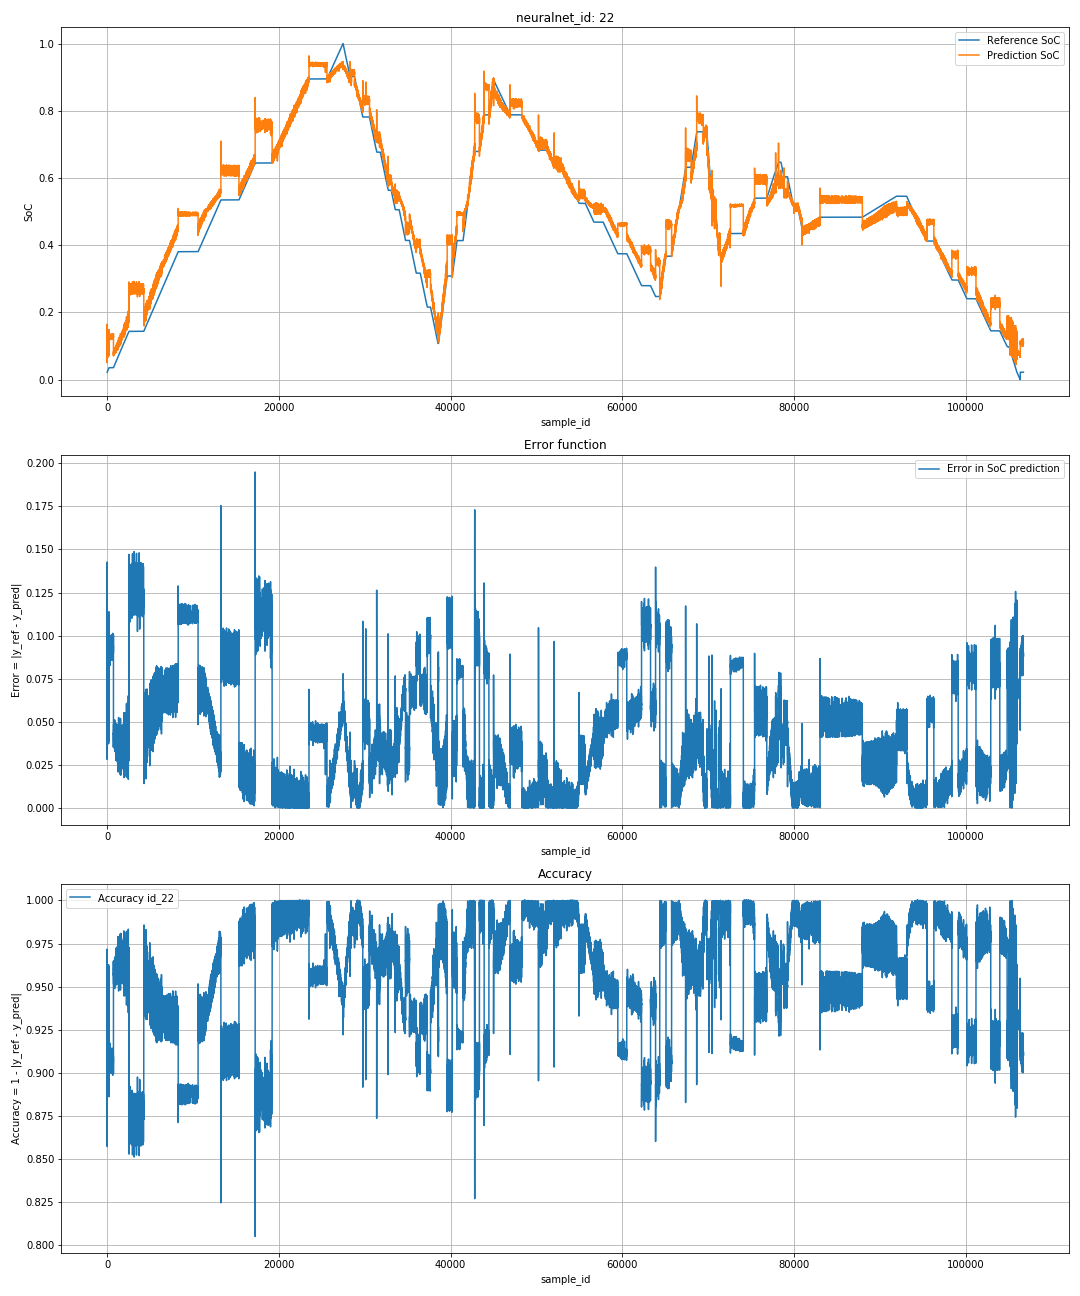 neuralnet_id: 22
Reference SoC
Prediction SoC
SoC
1.0
0.8
0.6
0.4
0.2
0.0
0 20000 40000 60000 80000 100000
sample_id
Error function
Error in SoC prediction
Error = |y_ref - y_pred|
0.200
0.175
0.150
0.125
0.100
0.075
0.050
0.025
0.000
0 20000 40000 60000 80000 100000
sample_id
Accuracy
Accuracy id_22
Accuracy = 1 - |y_ref - y_pred|
1.000
0.975
0.950
0.925
0.900
0.875
0.850
0.825
0.800
0 20000 40000 60000 80000 100000
sample_id